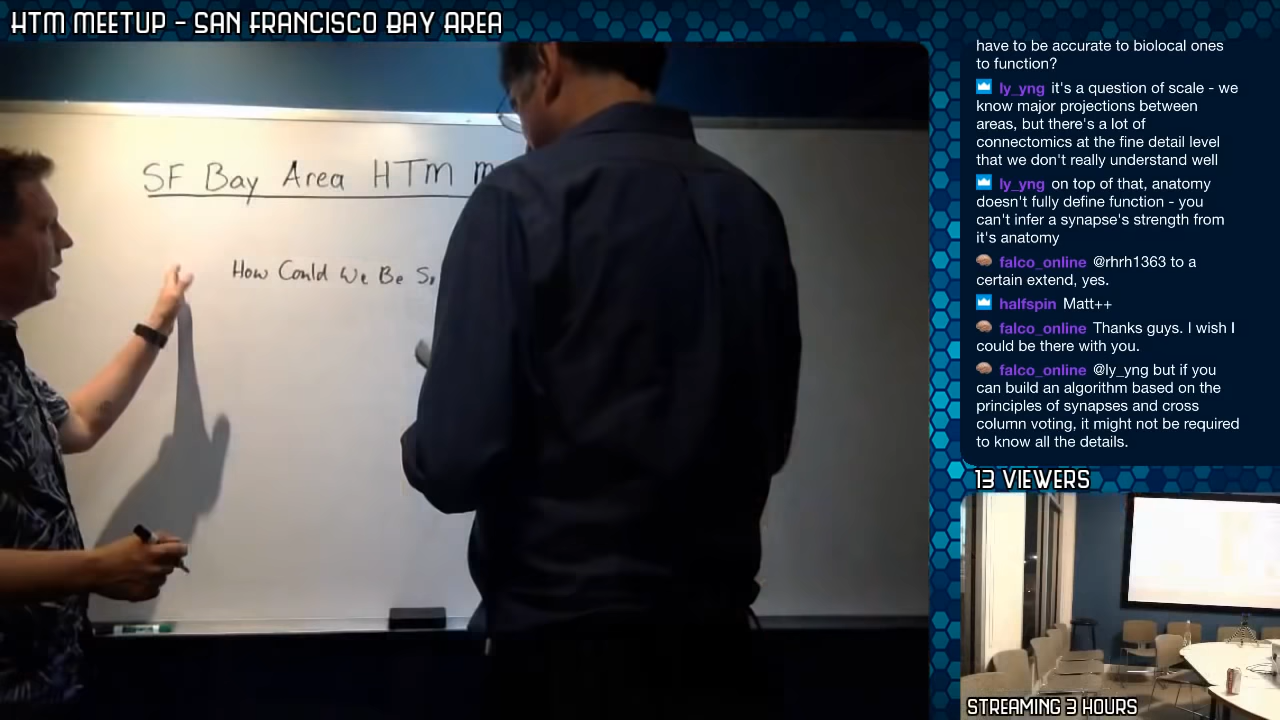 HTM MEETUP - SAN FRANCISCO BAY AREA
SF Bay Area HTM
How Could We Be
have to be accurate to biolocal ones
to function?
ly_yng it's a question of scale - we
know major projections between
areas, but there's a lot of
connectomics at the fine detail level
that we don't really understand well
ly_yng on top of that, anatomy
doesn't fully define function - you
can't infer a synapse's strength from
it's anatomy
falco_online @rhrh1363 to a
certain extend, yes.
halfspin Matt++
falco_online Thanks guys. I wish I
could be there with you.
falco_online @ly_yng but if you
can build an algorithm based on the
principles of synapses and cross
column voting, it might not be required
to know all the details.
13 VIEWERS
STREAMING 3 HOURS